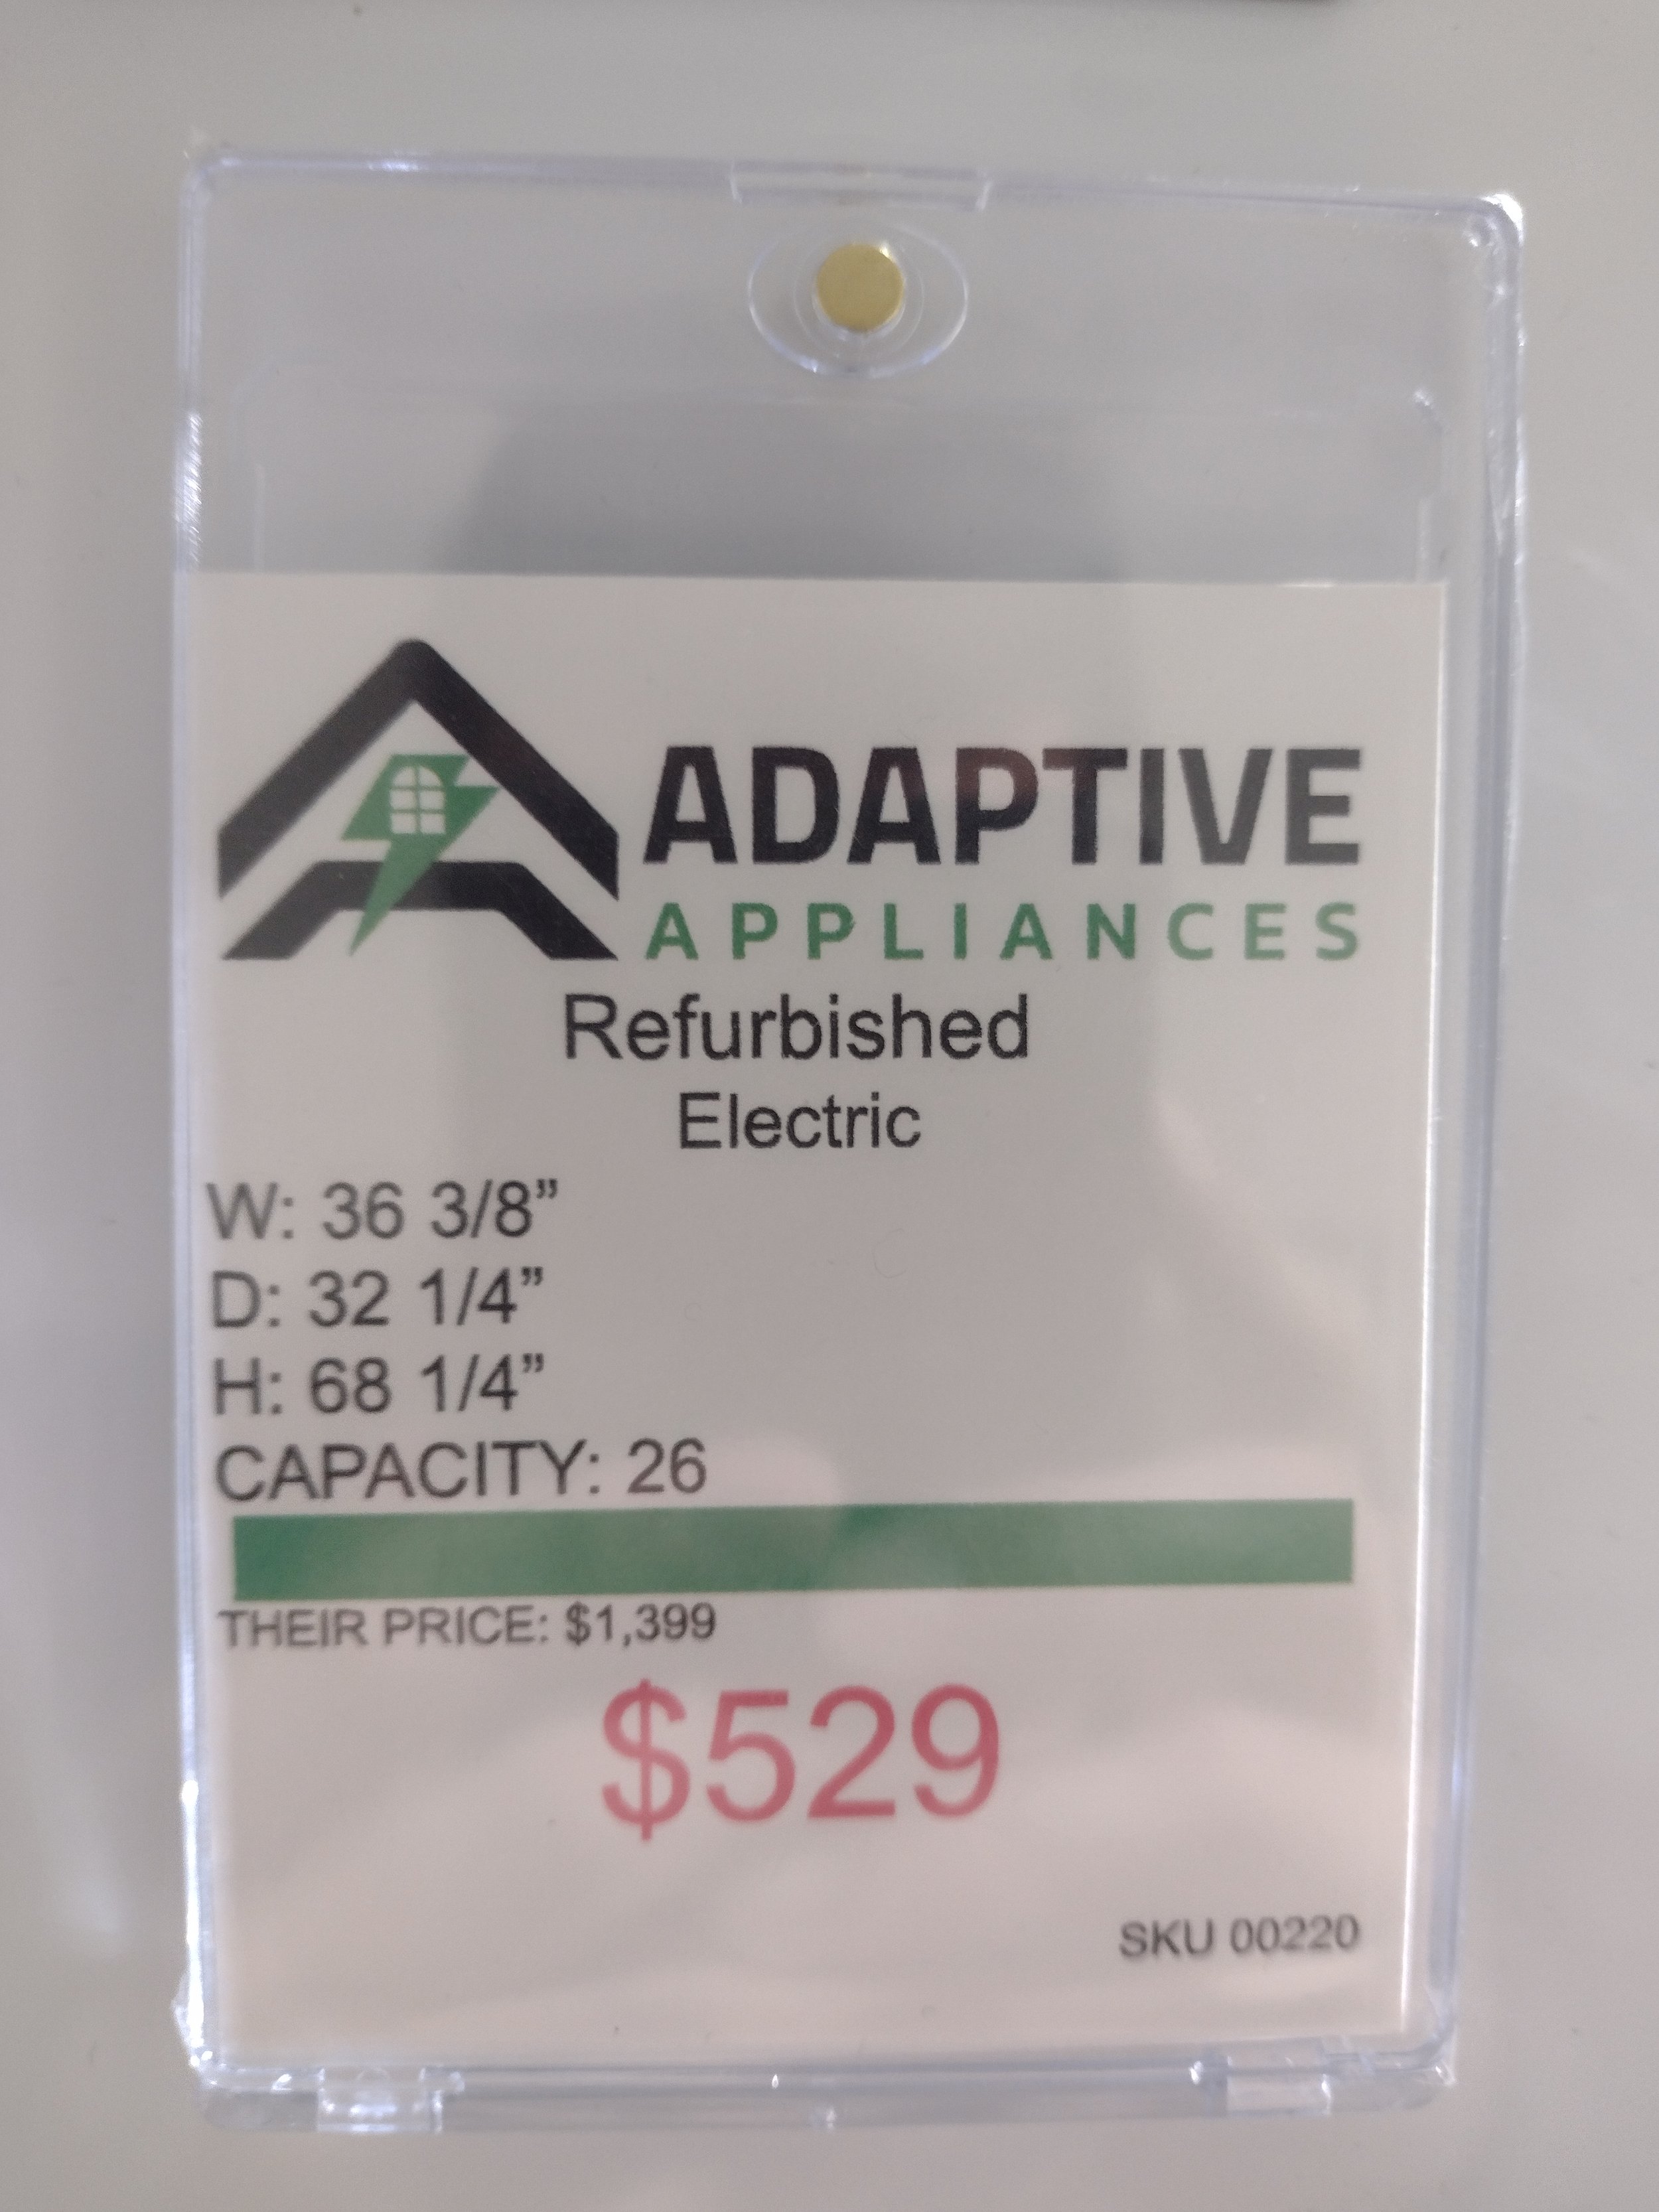 ADAPTIVE
APPLIANCES
Refurbished
Electric
W: 36 3/8”
D: 32 1/4”
H: 68 1/4”
CAPACITY: 26
THEIR PRICE: $1,399
$529
SKU 00220